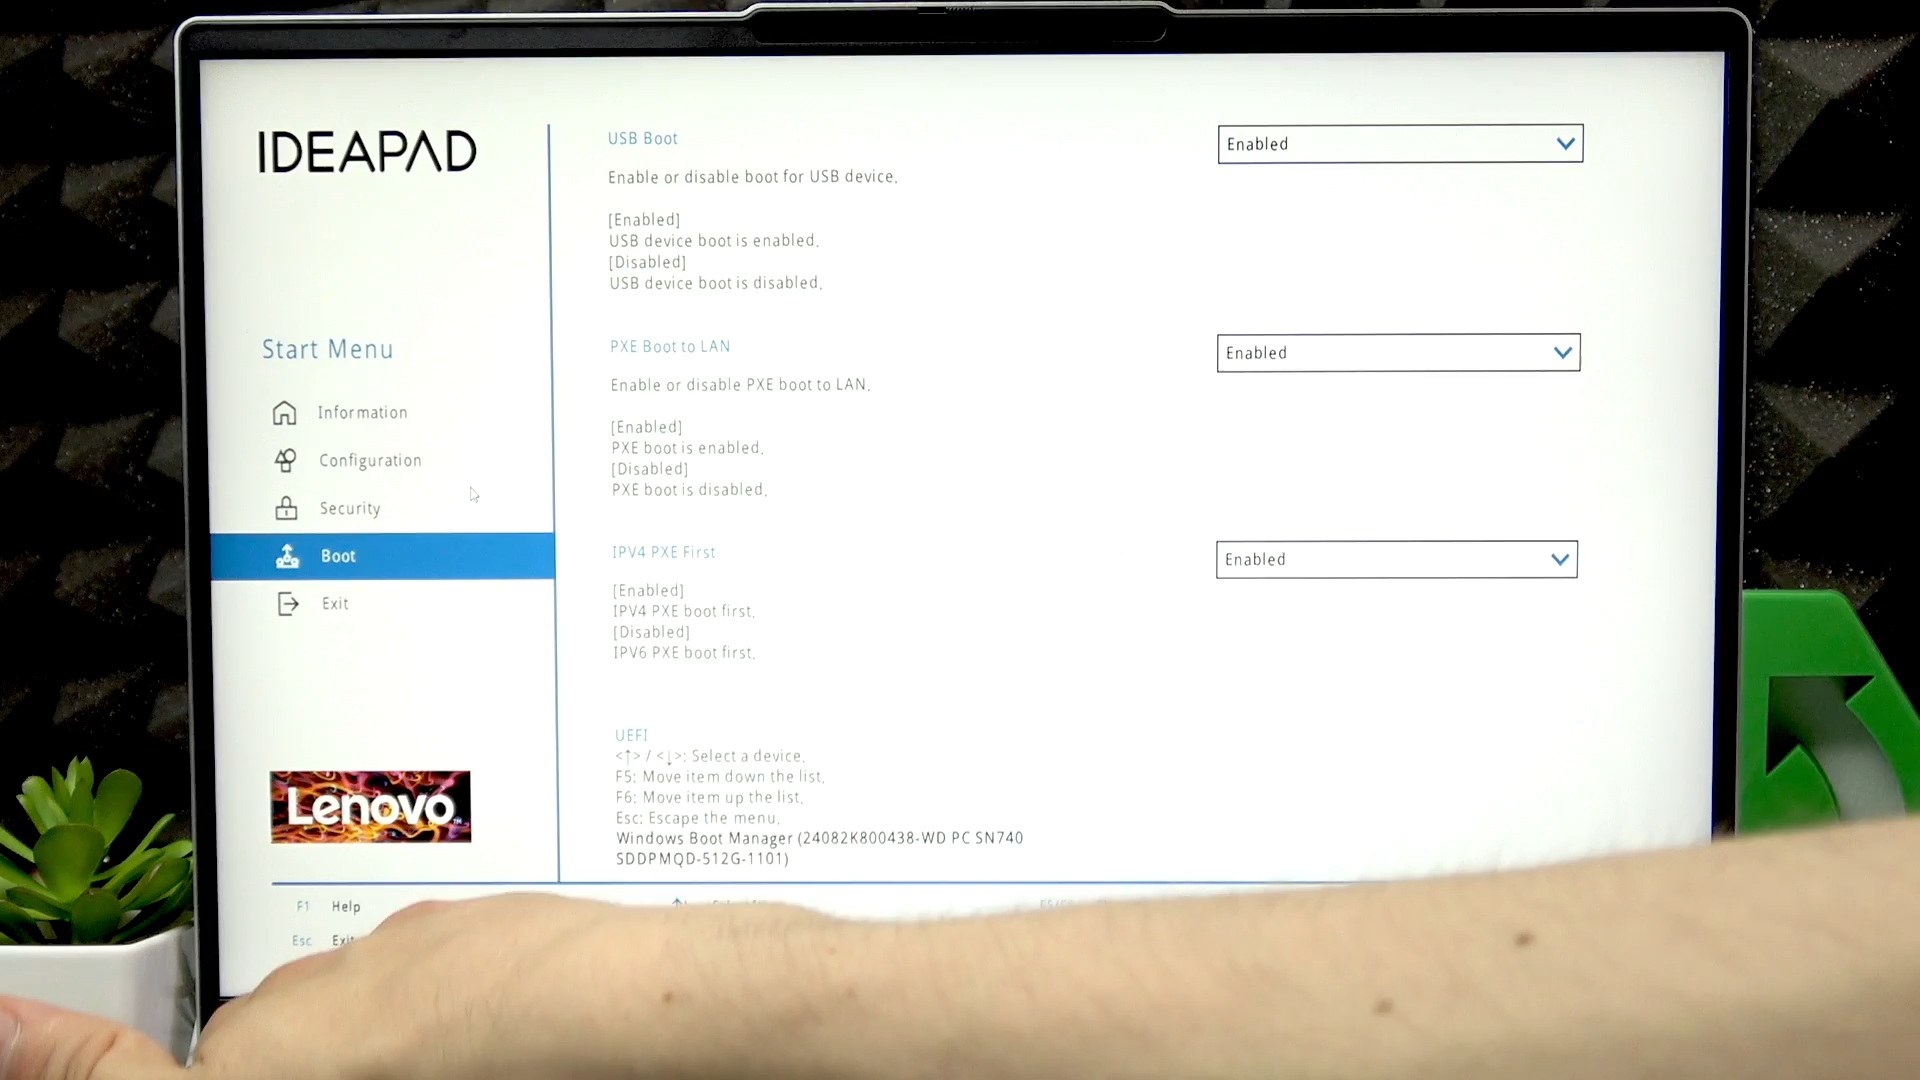 IDEAPAD
Start Menu
Information
Configuration
Security
Boot
Exit
Lenovo
USB Boot
Enabled
Enable or disable boot for USB device.
[Enabled]
USB device boot is enabled.
[Disabled]
USB device boot is disabled.
PXE Boot to LAN
Enabled
Enable or disable PXE boot to LAN.
[Enabled]
PXE boot is enabled.
[Disabled]
PXE boot is disabled.
IPV4 PXE First
Enabled
[Enabled]
IPV4 PXE boot first.
[Disabled]
IPV6 PXE boot first.
UEFI
<↑> / <↓>: Select a device.
F5: Move item down the list.
F6: Move item up the list.
Esc: Escape the menu.
Windows Boot Manager (24082K800438-WD PC SN740
SDDPMQD-512G-1101)
F1 Help
Esc Exit